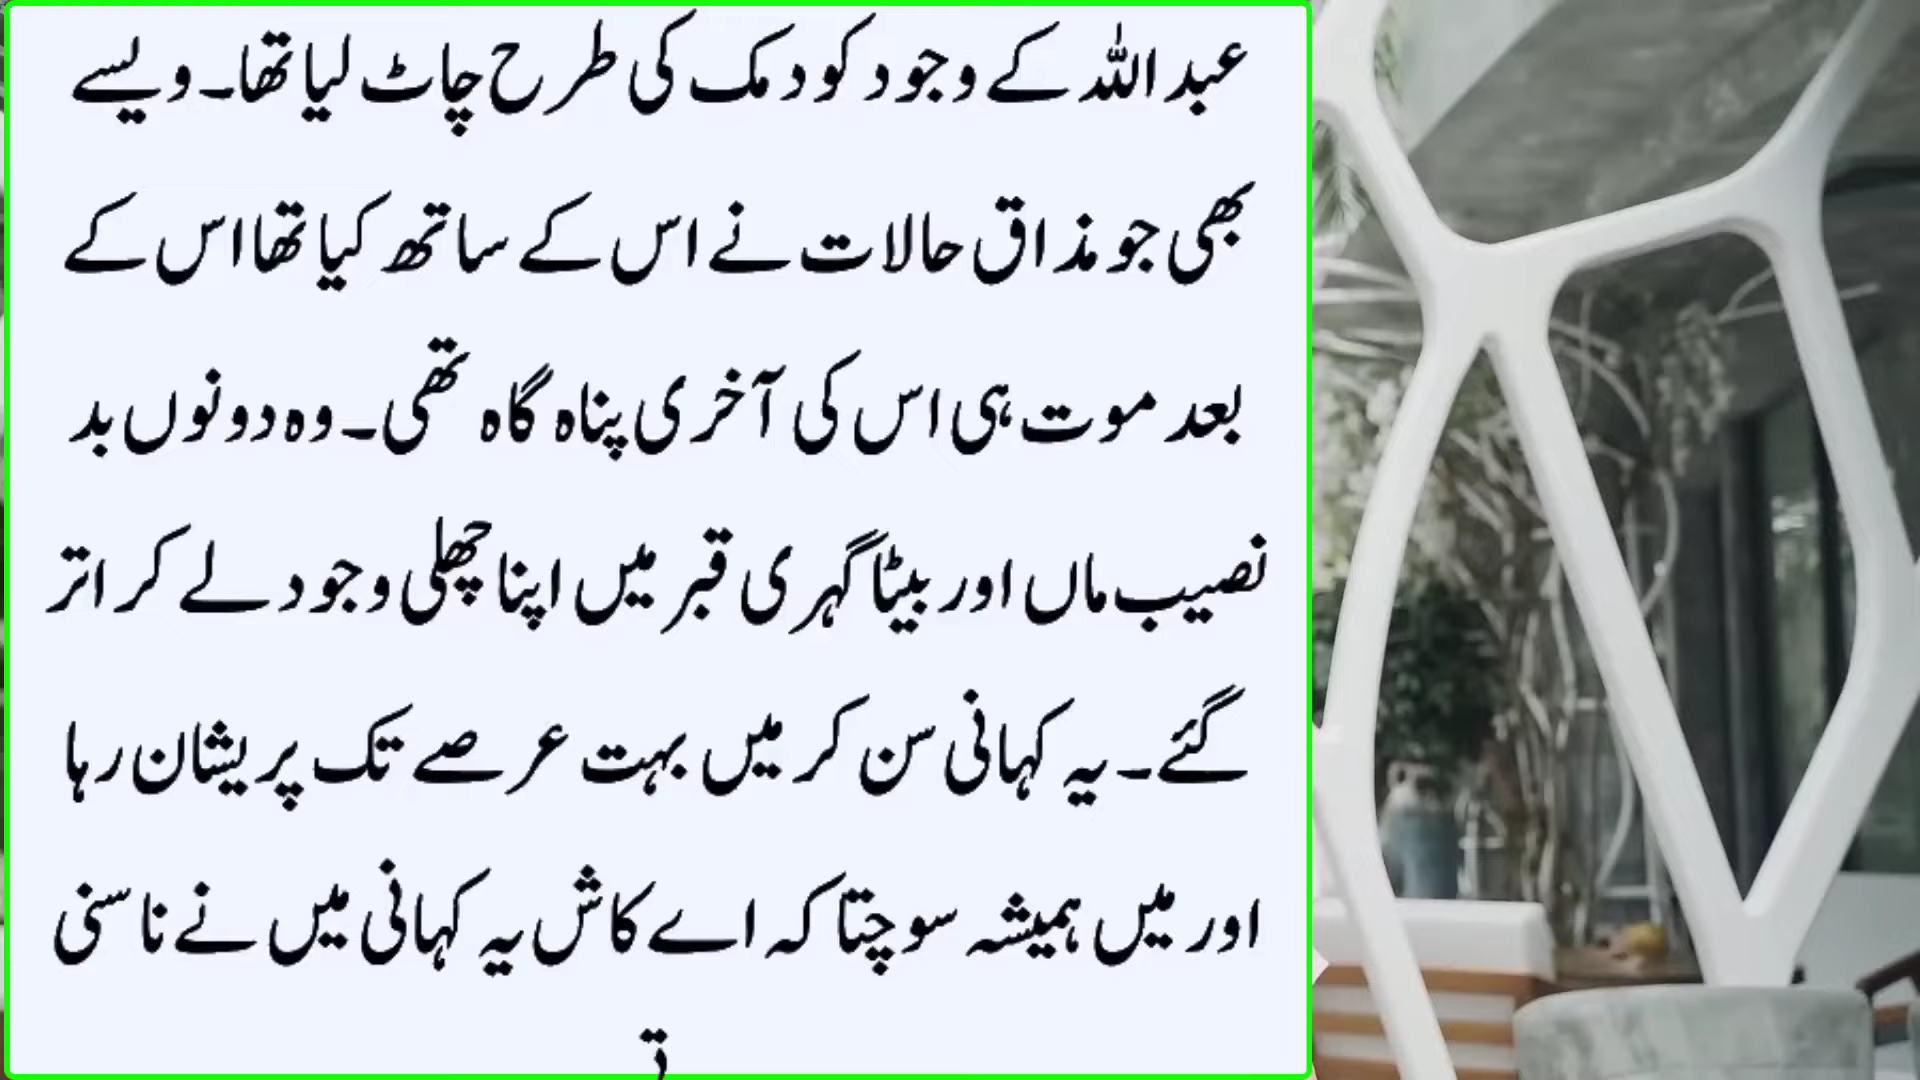 عبداللہ کے وجود کو دمک کی طرح چاٹ لیا تھا۔ ویسے
بھی جو مذاق حالات نے اس کے ساتھ کیا تھا اس کے
بعد موت ہی اس کی آخری پناہ گاہ تھی۔ وہ دونوں بد
نصیب ماں اور بیٹا گہری قبر میں اپنا چھلی وجود لے کر اتر
گئے۔ یہ کہانی سن کر میں بہت عرصے تک پریشان رہا
اور میں ہمیشہ سوچتا کہ اے کاش یہ کہانی میں نے نا سنی